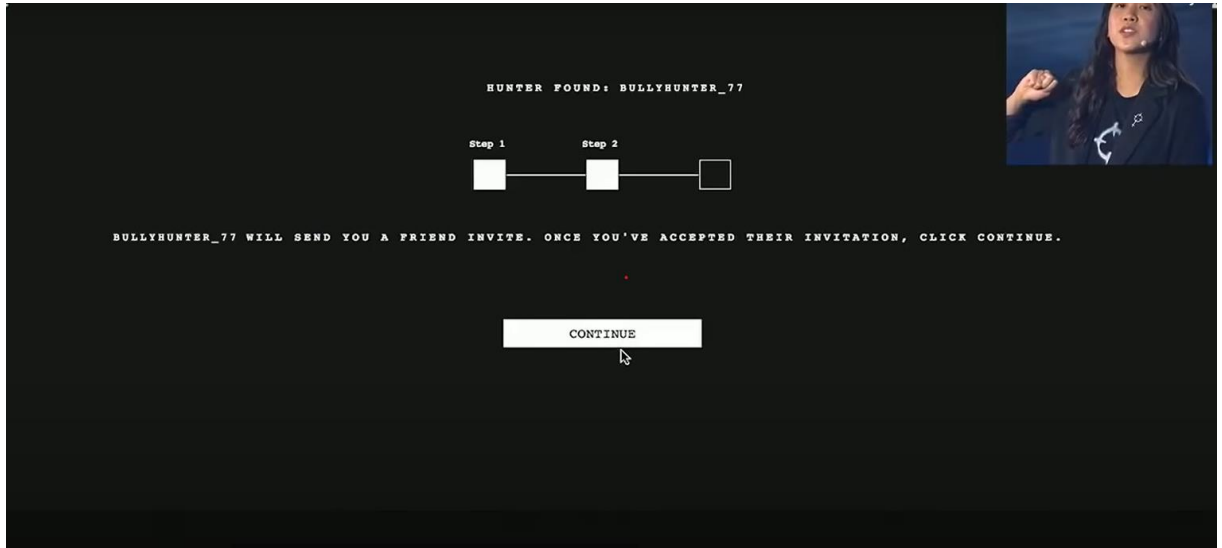 HUNTER FOUND: BULLYHUNTER_77
Step 1 Step 2
BULLYHUNTER_77 WILL SEND YOU A FRIEND INVITE. ONCE YOU'VE ACCEPTED THEIR INVITATION, CLICK CONTINUE.
CONTINUE